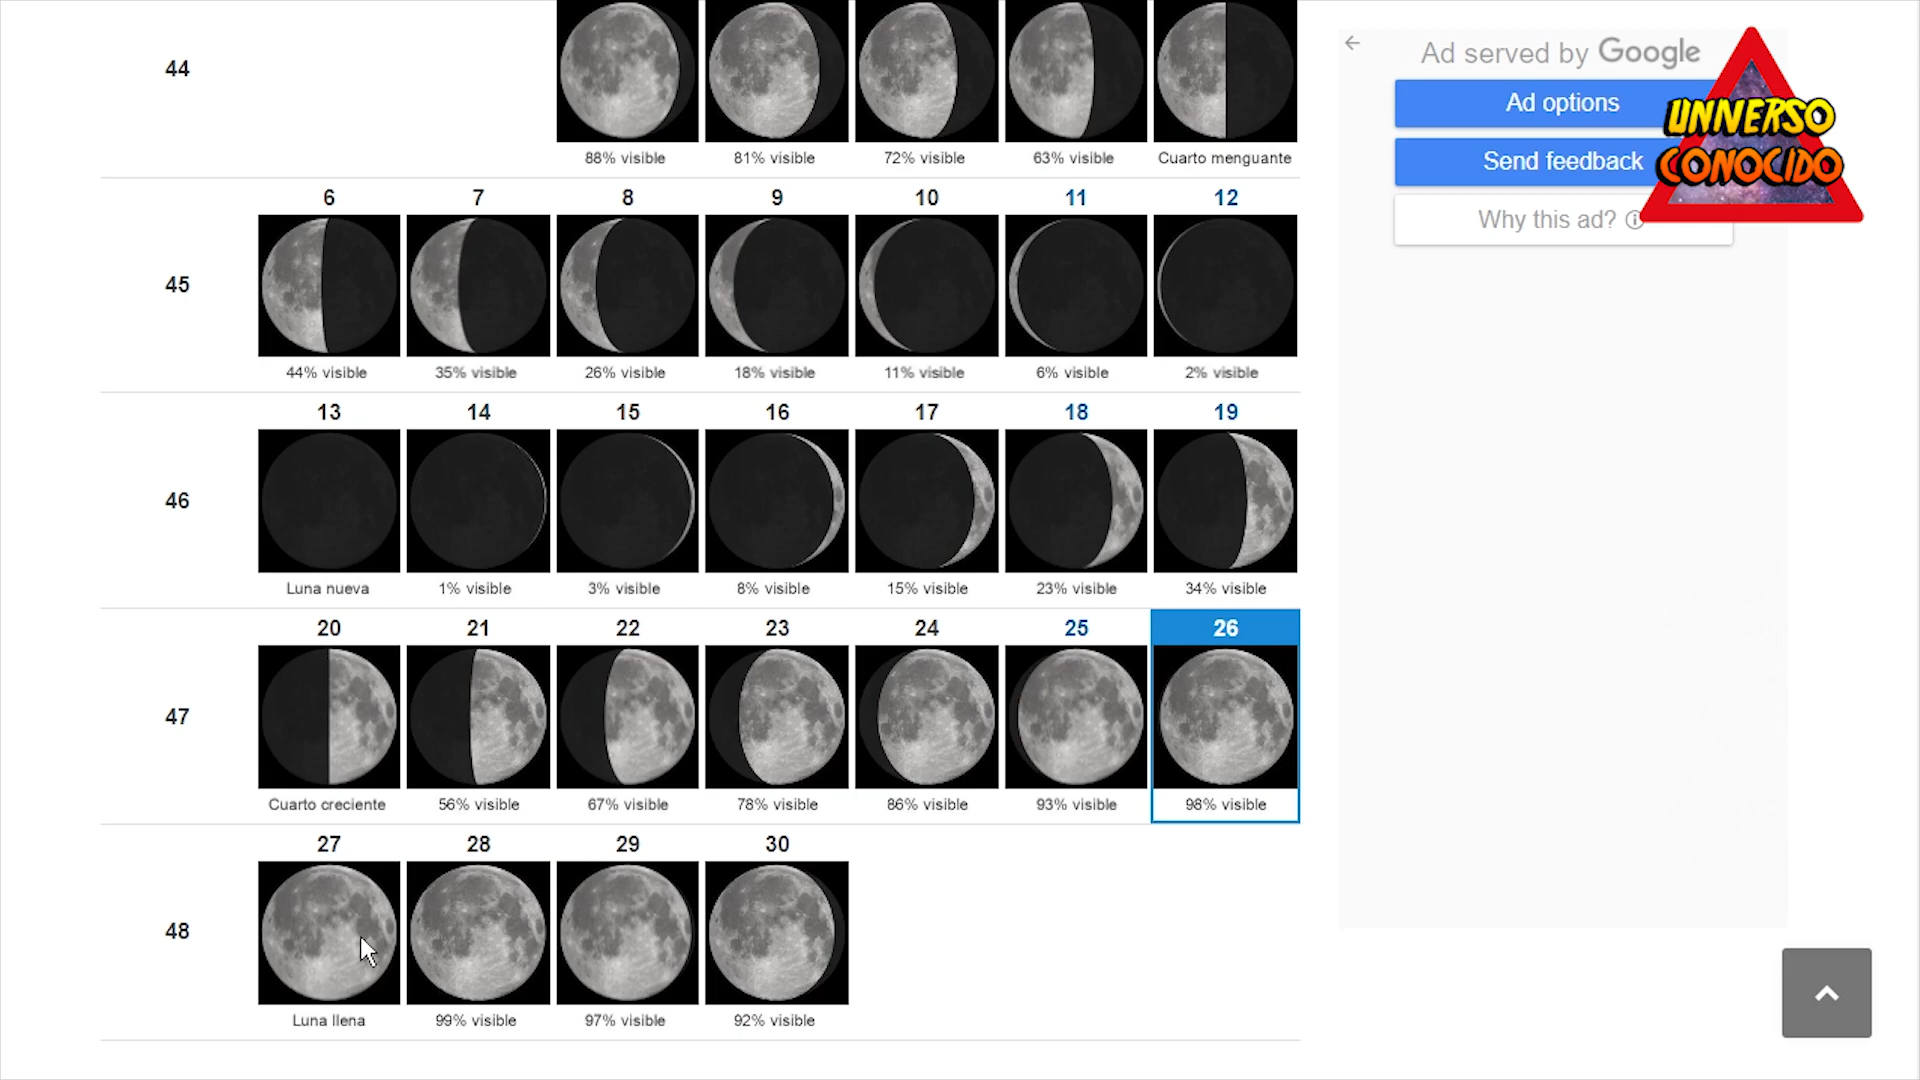 44
88% visible
81% visible
72% visible
63% visible
Cuarto menguante
6 7 8 9 10 11 12
45
44% visible
35% visible
26% visible
18% visible
11% visible
6% visible
2% visible
13 14 15 16 17 18 19
46
Luna nueva
1% visible
3% visible
8% visible
15% visible
23% visible
34% visible
20 21 22 23 24 25 26
47
Cuarto creciente
56% visible
67% visible
78% visible
86% visible
93% visible
98% visible
27 28 29 30
48
Luna llena
99% visible
97% visible
92% visible
Ad served by Google
Ad options
Send feedback
Why this ad?
UNIVERSO
CONOCIDO